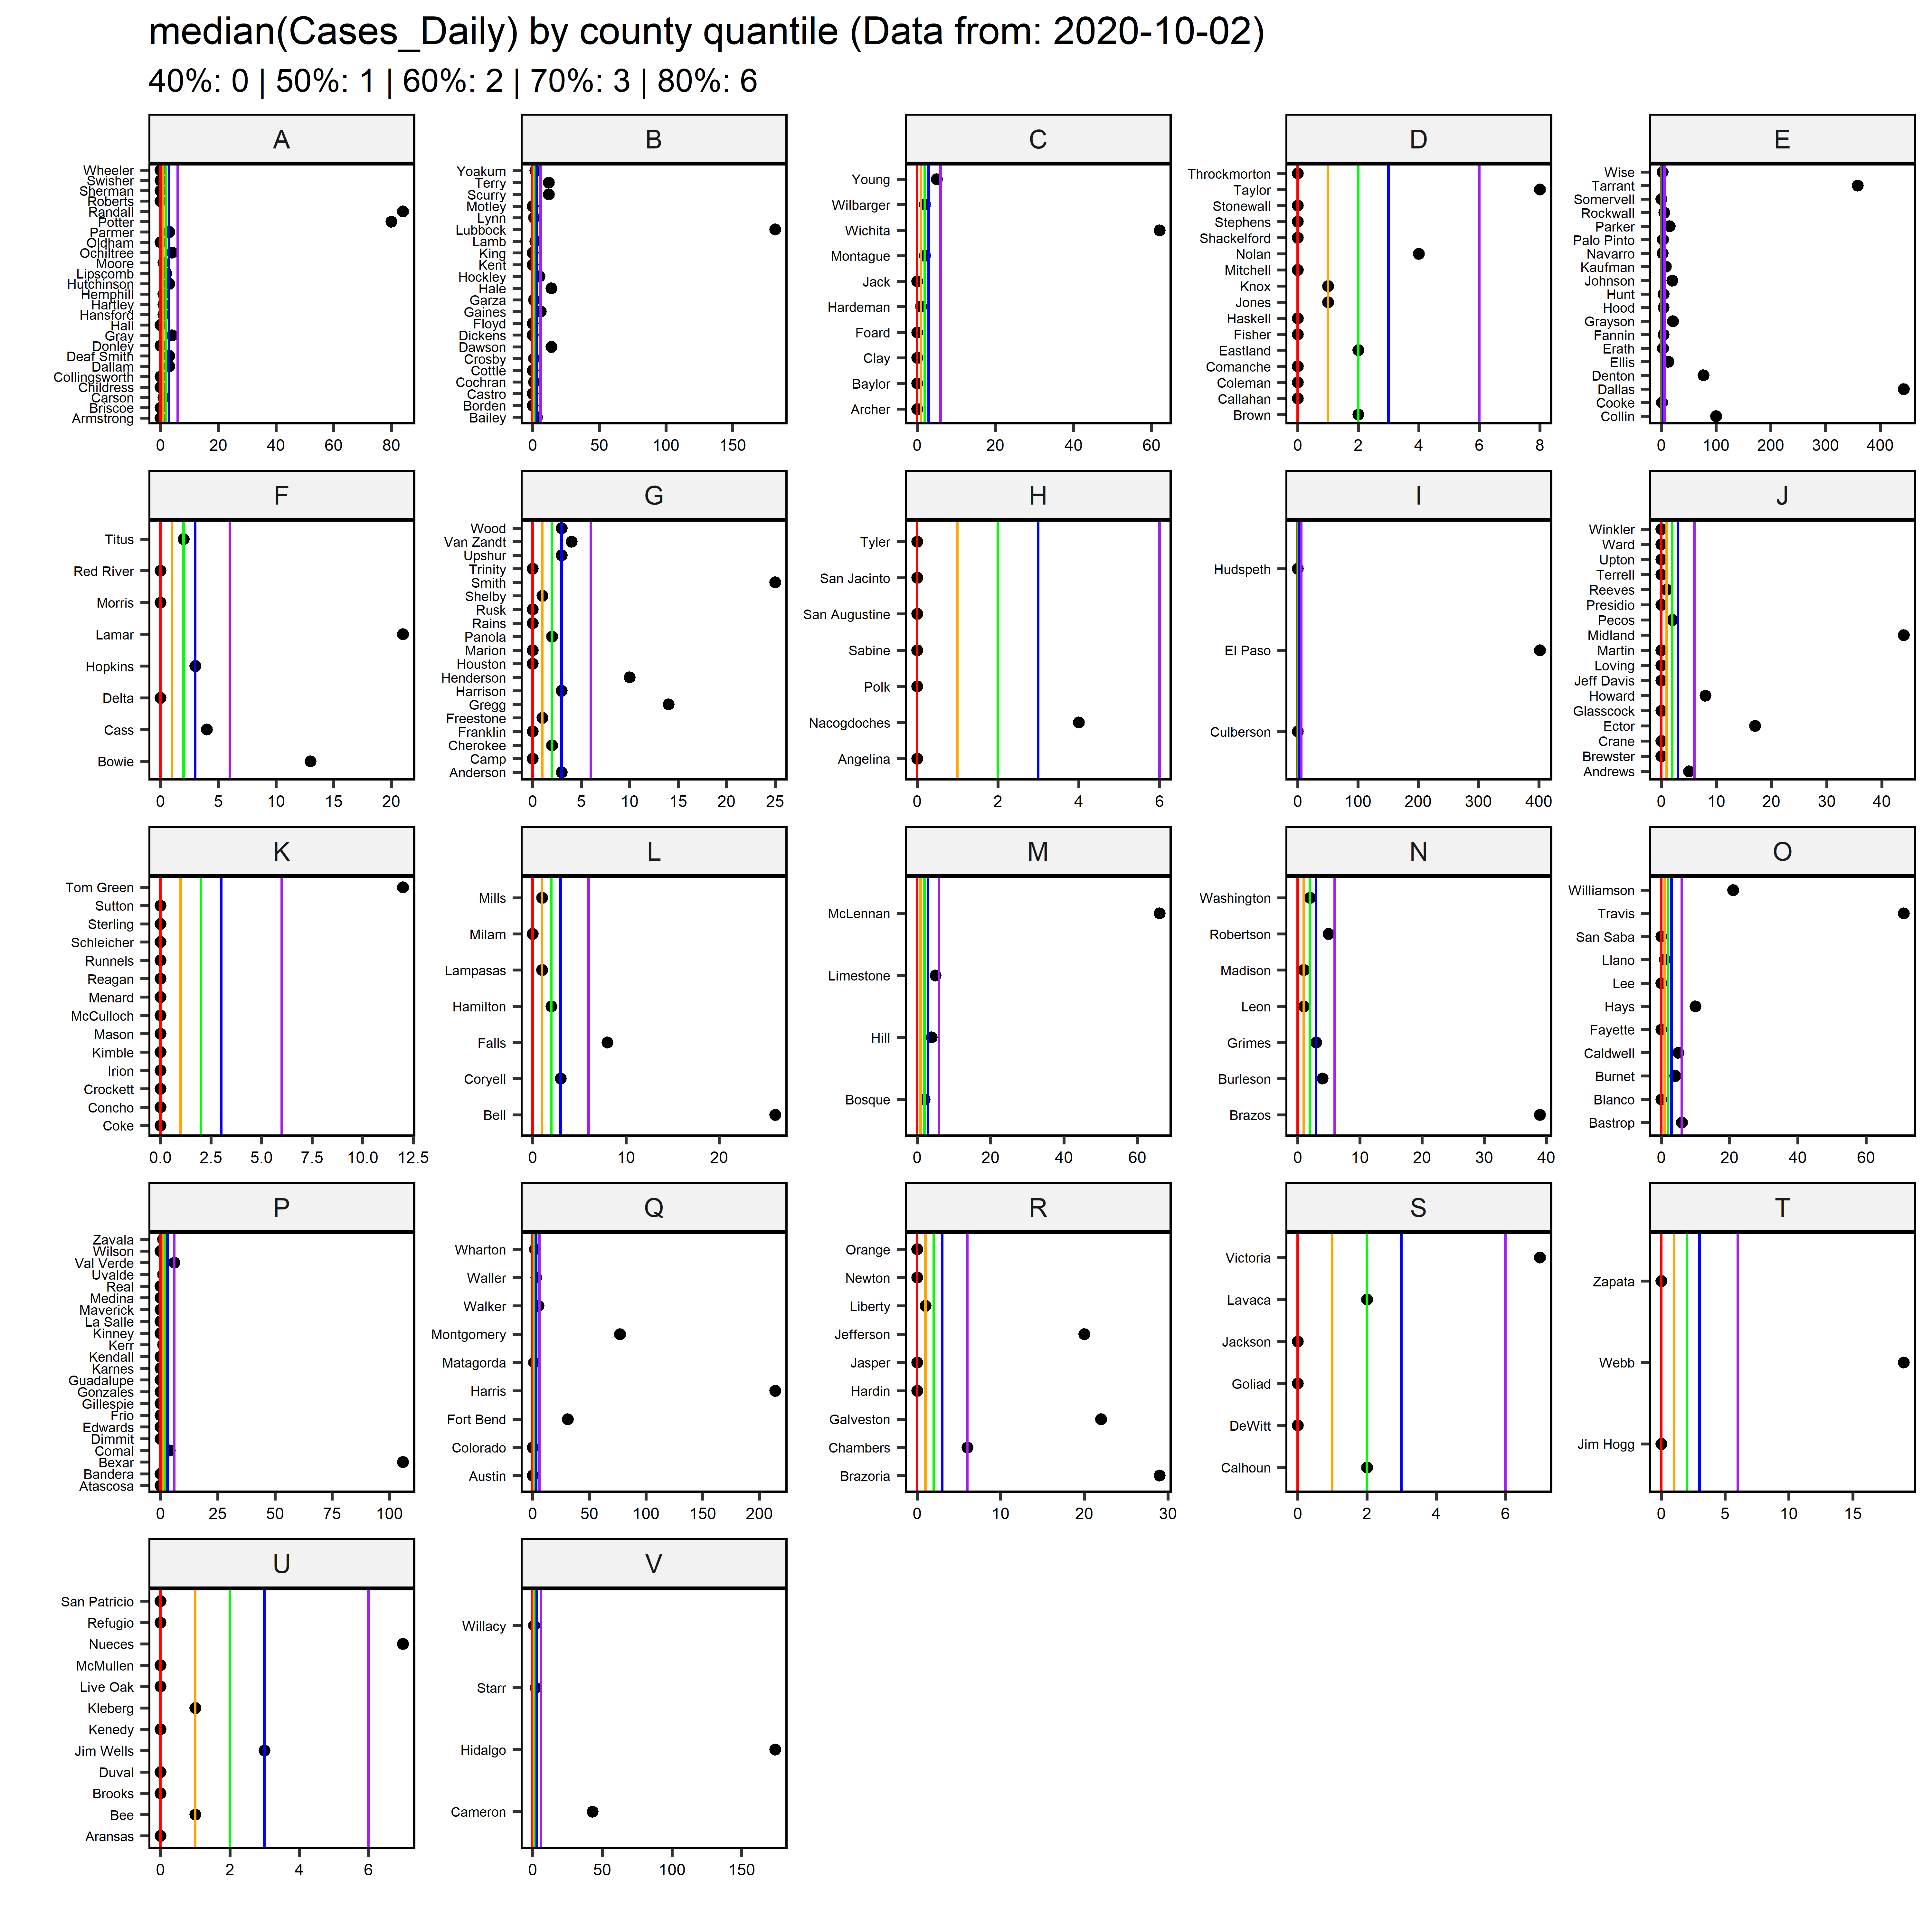 median(Cases_Daily) by county quantile (Data from: 2020-10-02)
40%: 0 | 50%: 1 | 60%: 2 | 70%: 3 | 80%: 6
A
Wheeler
Swisher
Sherman
Roberts
Randall
Potter
Parmer
Oldham
Ochiltree
Moore
Lipscomb
Hutchinson
Hemphill
Hartley
Hansford
Hall
Gray
Donley
Deaf Smith
Dallam
Collingsworth
Childress
Carson
Briscoe
Armstrong
0 20 40 60 80
B
Yoakum
Terry
Scurry
Motley
Lynn
Lubbock
Lamb
King
Kent
Hockley
Hale
Garza
Gaines
Floyd
Dickens
Dawson
Crosby
Cottle
Cochran
Castro
Borden
Bailey
0 50 100 150
C
Young
Wilbarger
Wichita
Montague
Jack
Hardeman
Foard
Clay
Baylor
Archer
0 20 40 60
D
Throckmorton
Taylor
Stonewall
Stephens
Shackelford
Nolan
Mitchell
Knox
Jones
Haskell
Fisher
Eastland
Comanche
Coleman
Callahan
Brown
0 2 4 6 8
E
Wise
Tarrant
Somervell
Rockwall
Parker
Palo Pinto
Navarro
Kaufman
Johnson
Hunt
Hood
Grayson
Fannin
Erath
Ellis
Denton
Dallas
Cooke
Collin
0 100 200 300 400
F
Titus
Red River
Morris
Lamar
Hopkins
Delta
Cass
Bowie
0 5 10 15 20
G
Wood
Van Zandt
Upshur
Trinity
Smith
Shelby
Rusk
Rains
Panola
Marion
Houston
Henderson
Harrison
Gregg
Freestone
Franklin
Cherokee
Camp
Anderson
0 5 10 15 20 25
H
Tyler
San Jacinto
San Augustine
Sabine
Polk
Nacogdoches
Angelina
0 2 4 6
I
Hudspeth
El Paso
Culberson
0 100 200 300 400
J
Winkler
Ward
Upton
Terrell
Reeves
Presidio
Pecos
Midland
Martin
Loving
Jeff Davis
Howard
Glasscock
Ector
Crane
Brewster
Andrews
0 10 20 30 40
K
Tom Green
Sutton
Sterling
Schleicher
Runnels
Reagan
Menard
McCulloch
Mason
Kimble
Irion
Crockett
Concho
Coke
0.0 2.5 5.0 7.5 10.0 12.5
L
Mills
Milam
Lampasas
Hamilton
Falls
Coryell
Bell
0 10 20
M
McLennan
Limestone
Hill
Bosque
0 20 40 60
N
Washington
Robertson
Madison
Leon
Grimes
Burleson
Brazos
0 10 20 30 40
O
Williamson
Travis
San Saba
Llano
Lee
Hays
Fayette
Caldwell
Burnet
Blanco
Bastrop
0 20 40 60
P
Zavala
Wilson
Val Verde
Uvalde
Real
Medina
Maverick
La Salle
Kinney
Kerr
Kendall
Karnes
Guadalupe
Gonzales
Gillespie
Frio
Edwards
Dimmit
Comal
Bexar
Bandera
Atascosa
0 25 50 75 100
Q
Wharton
Waller
Walker
Montgomery
Matagorda
Harris
Fort Bend
Colorado
Austin
0 50 100 150 200
R
Orange
Newton
Liberty
Jefferson
Jasper
Hardin
Galveston
Chambers
Brazoria
0 10 20 30
S
Victoria
Lavaca
Jackson
Goliad
DeWitt
Calhoun
0 2 4 6
T
Zapata
Webb
Jim Hogg
0 5 10 15
U
San Patricio
Refugio
Nueces
McMullen
Live Oak
Kleberg
Kenedy
Jim Wells
Duval
Brooks
Bee
Aransas
0 2 4 6
V
Willacy
Starr
Hidalgo
Cameron
0 50 100 150